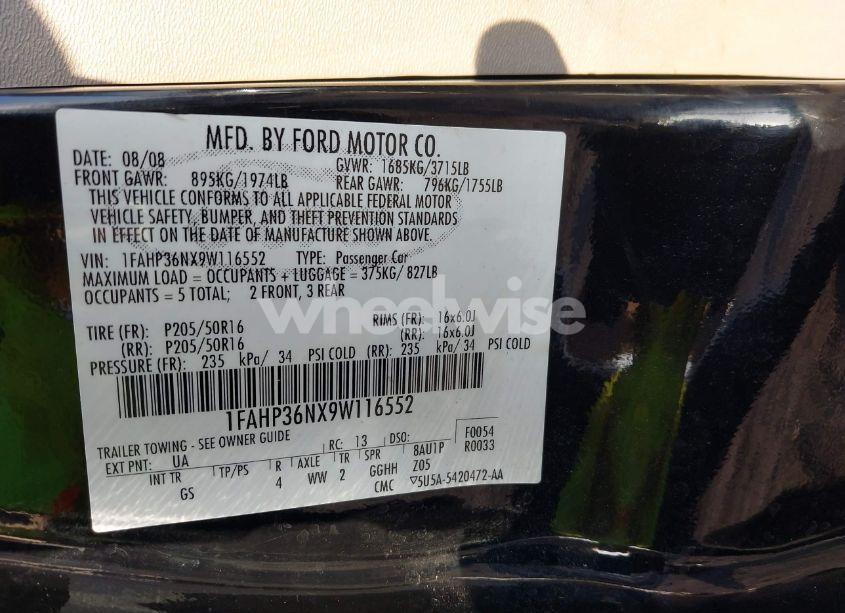 MFD. BY FORD MOTOR CO.
DATE: 08/08 GVWR: 1685KG/3715LB
FRONT GAWR: 895KG/1974LB REAR GAWR: 796KG/1755LB
THIS VEHICLE CONFORMS TO ALL APPLICABLE FEDERAL MOTOR
VEHICLE SAFETY, BUMPER, AND THEFT PREVENTION STANDARDS
IN EFFECT ON THE DATE OF MANUFACTURE SHOWN ABOVE.
VIN: 1FAHP36NX9W116552 TYPE: Passenger Car
MAXIMUM LOAD = OCCUPANTS + LUGGAGE = 375KG/ 827LB
OCCUPANTS = 5 TOTAL; 2 FRONT, 3 REAR
wheelwise
TIRE (FR): P205/50R16 RIMS (FR): 16x6.0J
(RR): P205/50R16 (RR): 16x6.0J
PRESSURE (FR): 235 kPa/ 34 PSI COLD (RR): 235 kPa/ 34 PSI COLD
1FAHP36NX9W116552
TRAILER TOWING - SEE OWNER GUIDE F0054
EXT PNT: UA RC: 13 DSO: 8AU1P R0033
INT TR TP/PS R AXLE TR SPR Z05
GS 4 WW 2 GGHH
CMC ▽5U5A-5420472-AA